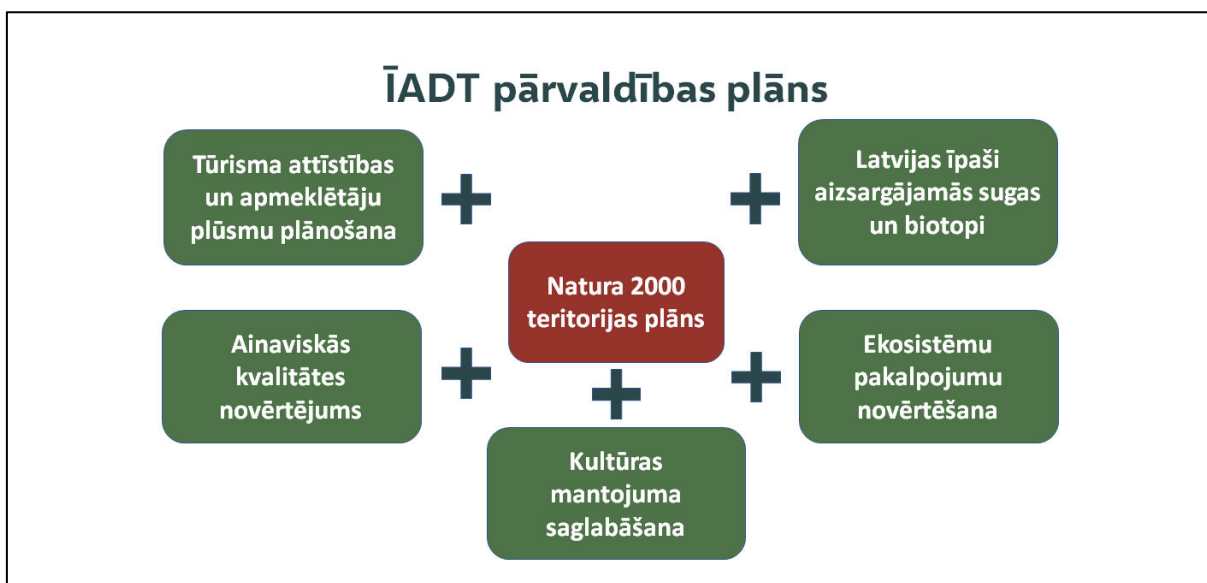 ĪADT pārvaldības plāns
Tūrisma attīstības
un apmeklētāju
plūsmu plānošana
Latvijas īpaši
aizsargājamās sugas
un biotopi
Natura 2000
teritorijas plāns
Ainaviskās
kvalitātes
novērtējums
Ekosistēmu
pakalpojumu
novērtēšana
Kultūras
mantojuma
saglabāšana